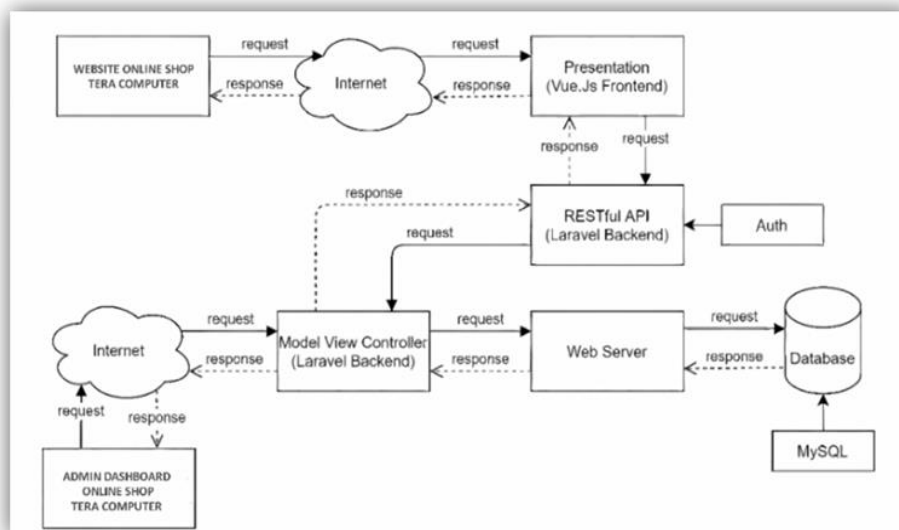 WEBSITE ONLINE SHOP
TERA COMPUTER
request
response
Internet
request
response
Presentation
(Vue.Js Frontend)
response
request
response
RESTful API
(Laravel Backend)
Auth
request
Internet
request
response
Model View Controller
(Laravel Backend)
request
response
Web Server
request
response
Database
request
response
MySQL
ADMIN DASHBOARD
ONLINE SHOP
TERA COMPUTER